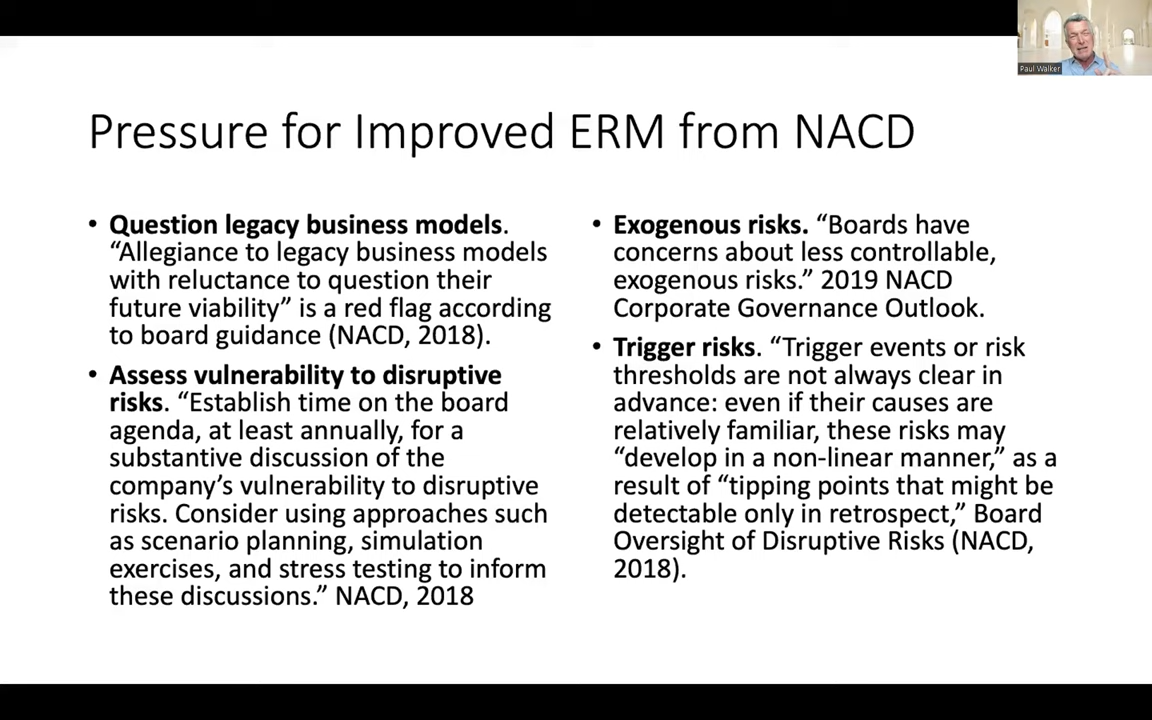 Paul Walker
Pressure for Improved ERM from NACD
• Question legacy business models.
“Allegiance to legacy business models
with reluctance to question their
future viability” is a red flag according
to board guidance (NACD, 2018).
• Assess vulnerability to disruptive
risks. “Establish time on the board
agenda, at least annually, for a
substantive discussion of the
company’s vulnerability to disruptive
risks. Consider using approaches such
as scenario planning, simulation
exercises, and stress testing to inform
these discussions.” NACD, 2018
• Exogenous risks. “Boards have
concerns about less controllable,
exogenous risks.” 2019 NACD
Corporate Governance Outlook.
• Trigger risks. “Trigger events or risk
thresholds are not always clear in
advance: even if their causes are
relatively familiar, these risks may
“develop in a non-linear manner,” as a
result of “tipping points that might be
detectable only in retrospect,” Board
Oversight of Disruptive Risks (NACD,
2018).